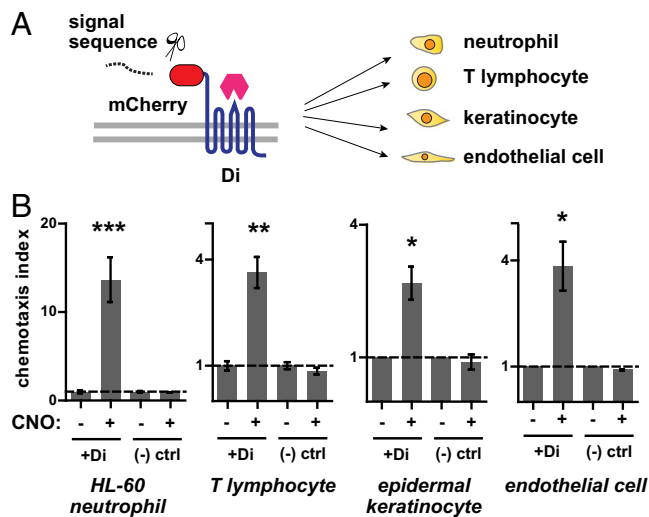 A
signal
sequence
mCherry
Di
neutrophil
T lymphocyte
keratinocyte
endothelial cell
B
chemotaxis index
20
10
0
***
4
1
**
4
1
*
4
1
*
CNO: - + - + - + - + - + - + - + - +
+Di (-) ctrl +Di (-) ctrl +Di (-) ctrl +Di (-) ctrl
HL-60
neutrophil
T lymphocyte
epidermal
keratinocyte
endothelial cell